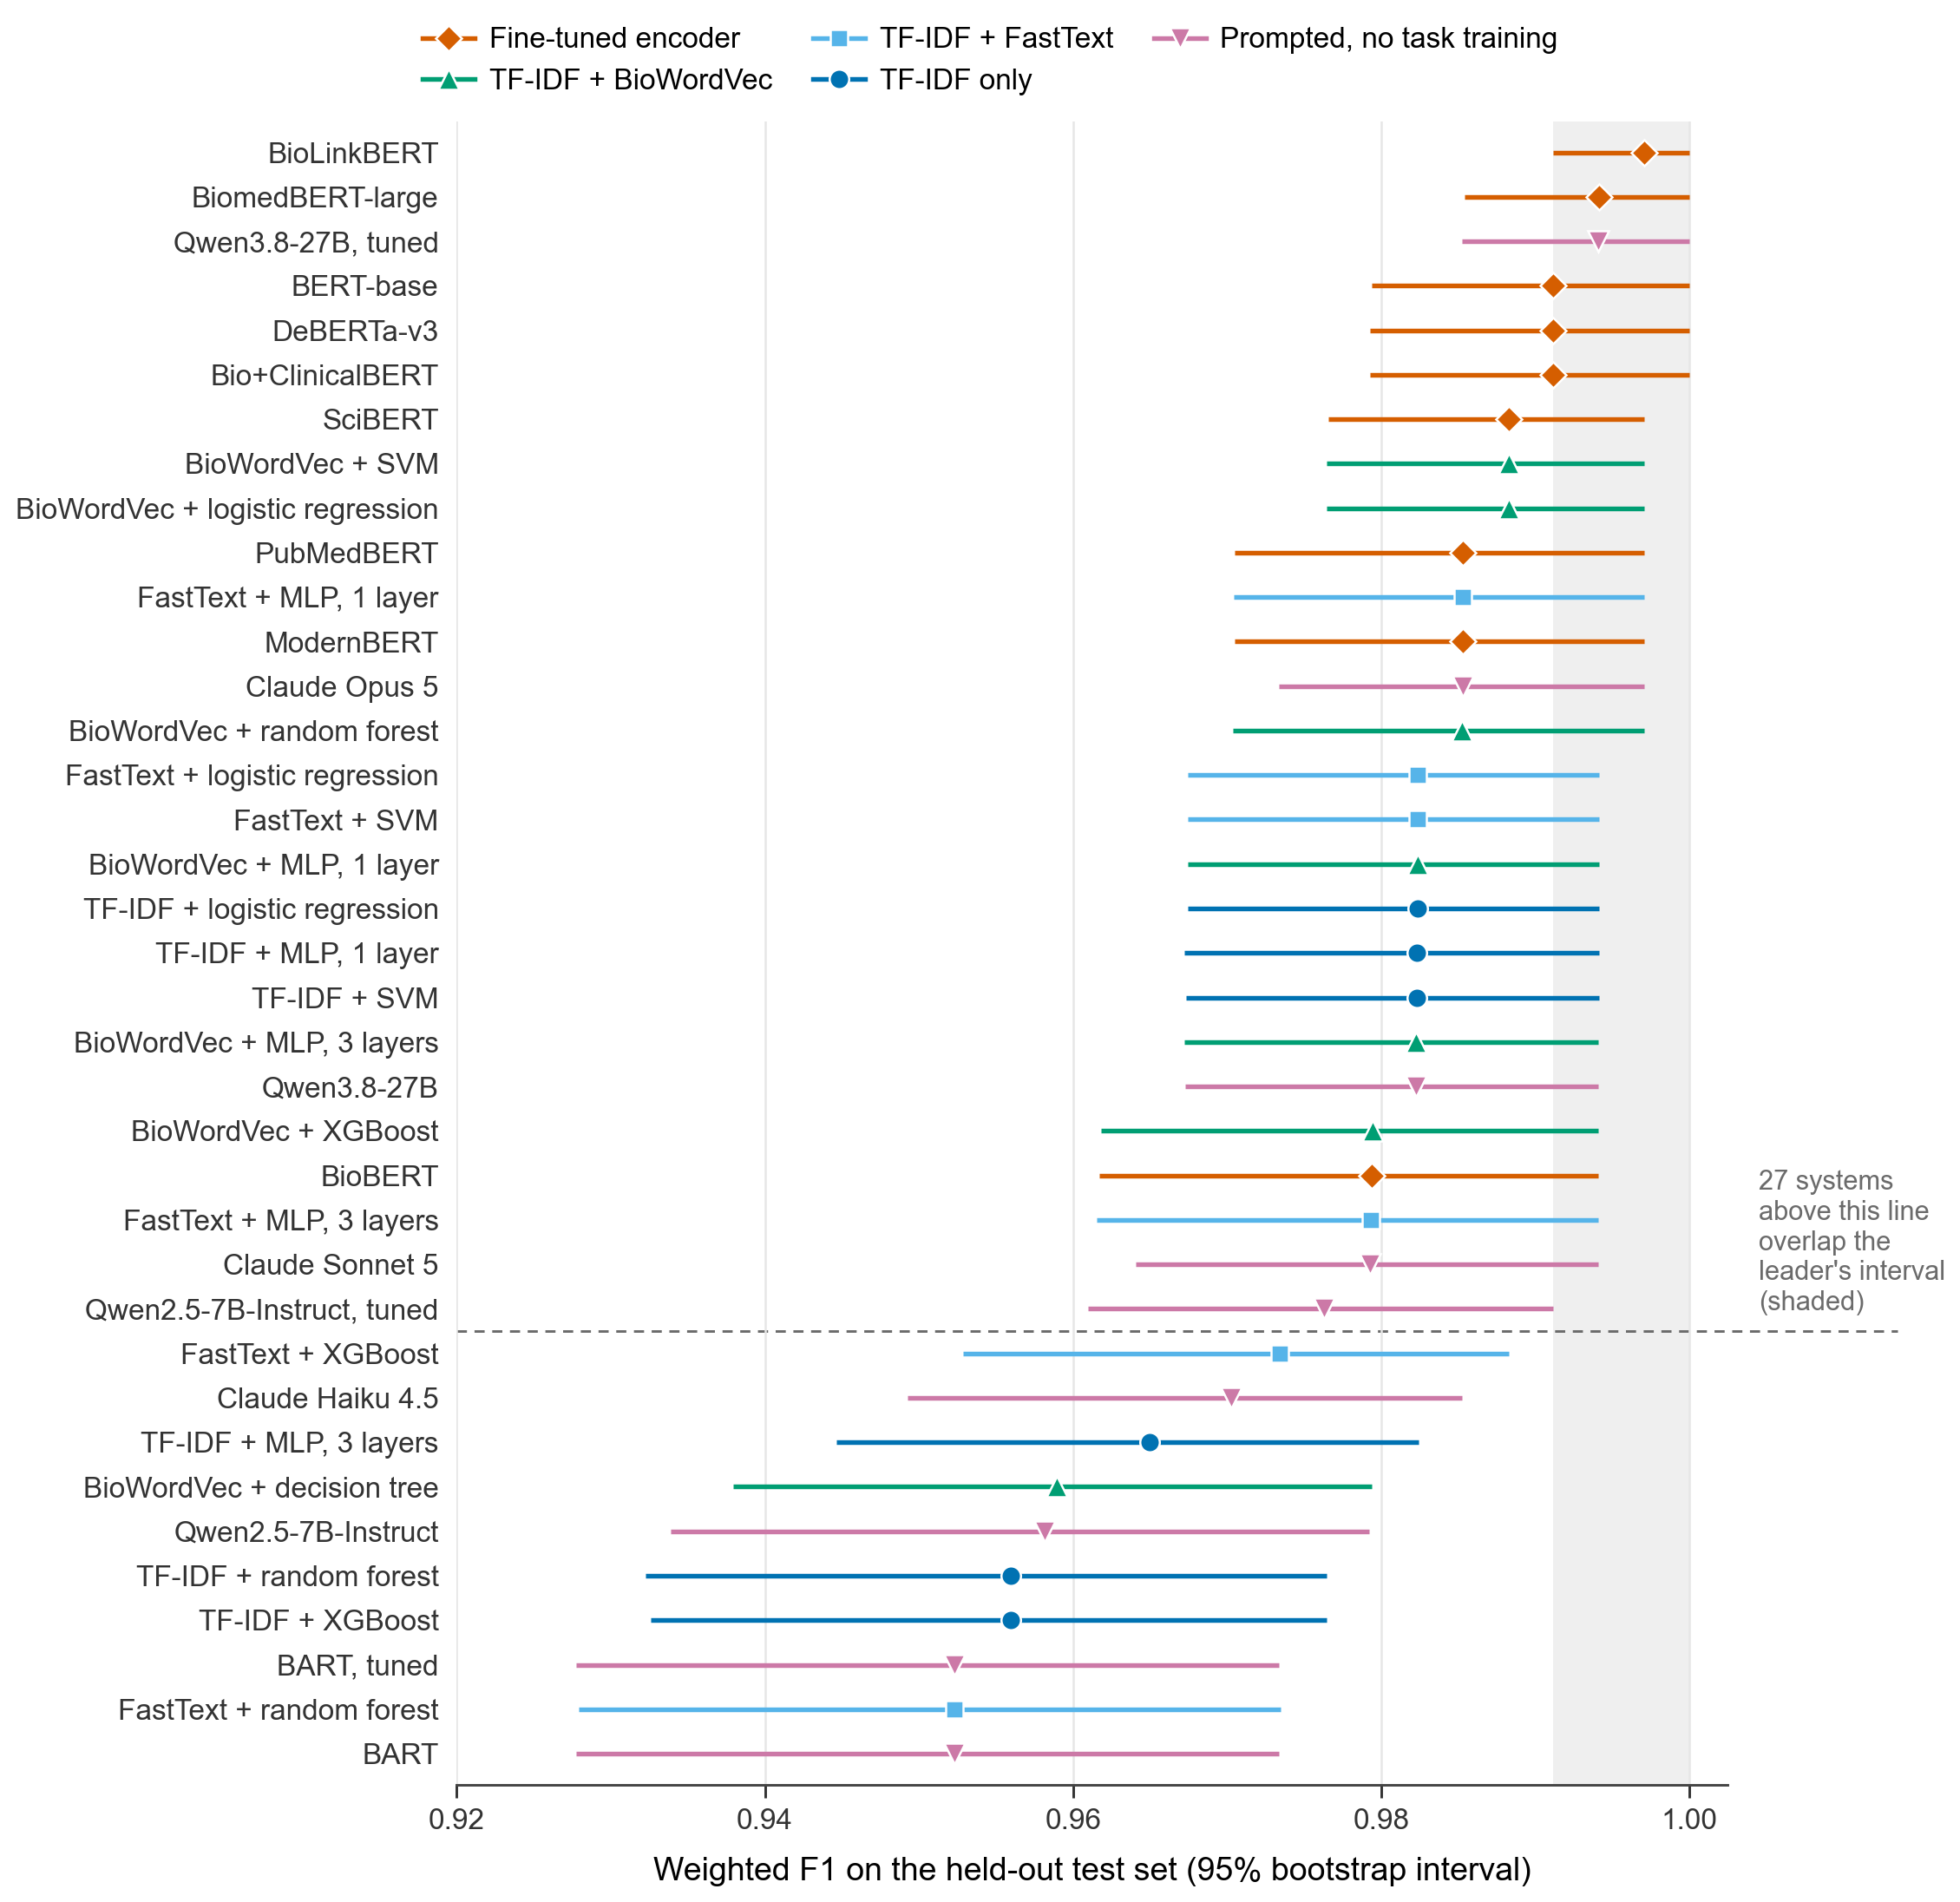 Fine-tuned encoder
TF-IDF + FastText
Prompted, no task training
TF-IDF + BioWordVec
TF-IDF only
BioLinkBERT
BiomedBERT-large
Qwen3.8-27B, tuned
BERT-base
DeBERTa-v3
Bio+ClinicalBERT
SciBERT
BioWordVec + SVM
BioWordVec + logistic regression
PubMedBERT
FastText + MLP, 1 layer
ModernBERT
Claude Opus 5
BioWordVec + random forest
FastText + logistic regression
FastText + SVM
BioWordVec + MLP, 1 layer
TF-IDF + logistic regression
TF-IDF + MLP, 1 layer
TF-IDF + SVM
BioWordVec + MLP, 3 layers
Qwen3.8-27B
BioWordVec + XGBoost
BioBERT
FastText + MLP, 3 layers
Claude Sonnet 5
Qwen2.5-7B-Instruct, tuned
27 systems
above this line
overlap the
leader's interval
(shaded)
FastText + XGBoost
Claude Haiku 4.5
TF-IDF + MLP, 3 layers
BioWordVec + decision tree
Qwen2.5-7B-Instruct
TF-IDF + random forest
TF-IDF + XGBoost
BART, tuned
FastText + random forest
BART
0.92 0.94 0.96 0.98 1.00
Weighted F1 on the held-out test set (95% bootstrap interval)